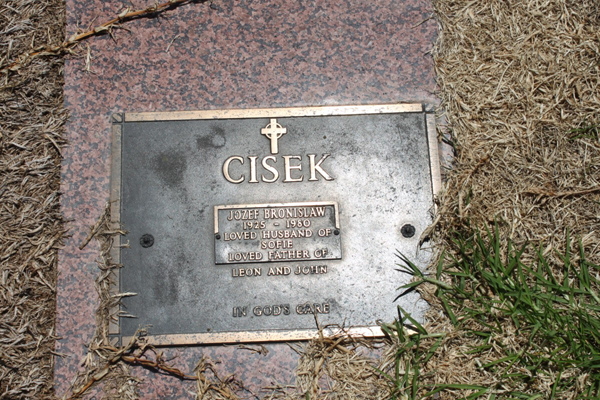 CISEK
JOZEF BRONISLAW
1925 - 1980
LOVED HUSBAND OF
SOFIE
LOVED FATHER OF
LEON AND JOHN
IN GOD'S CARE